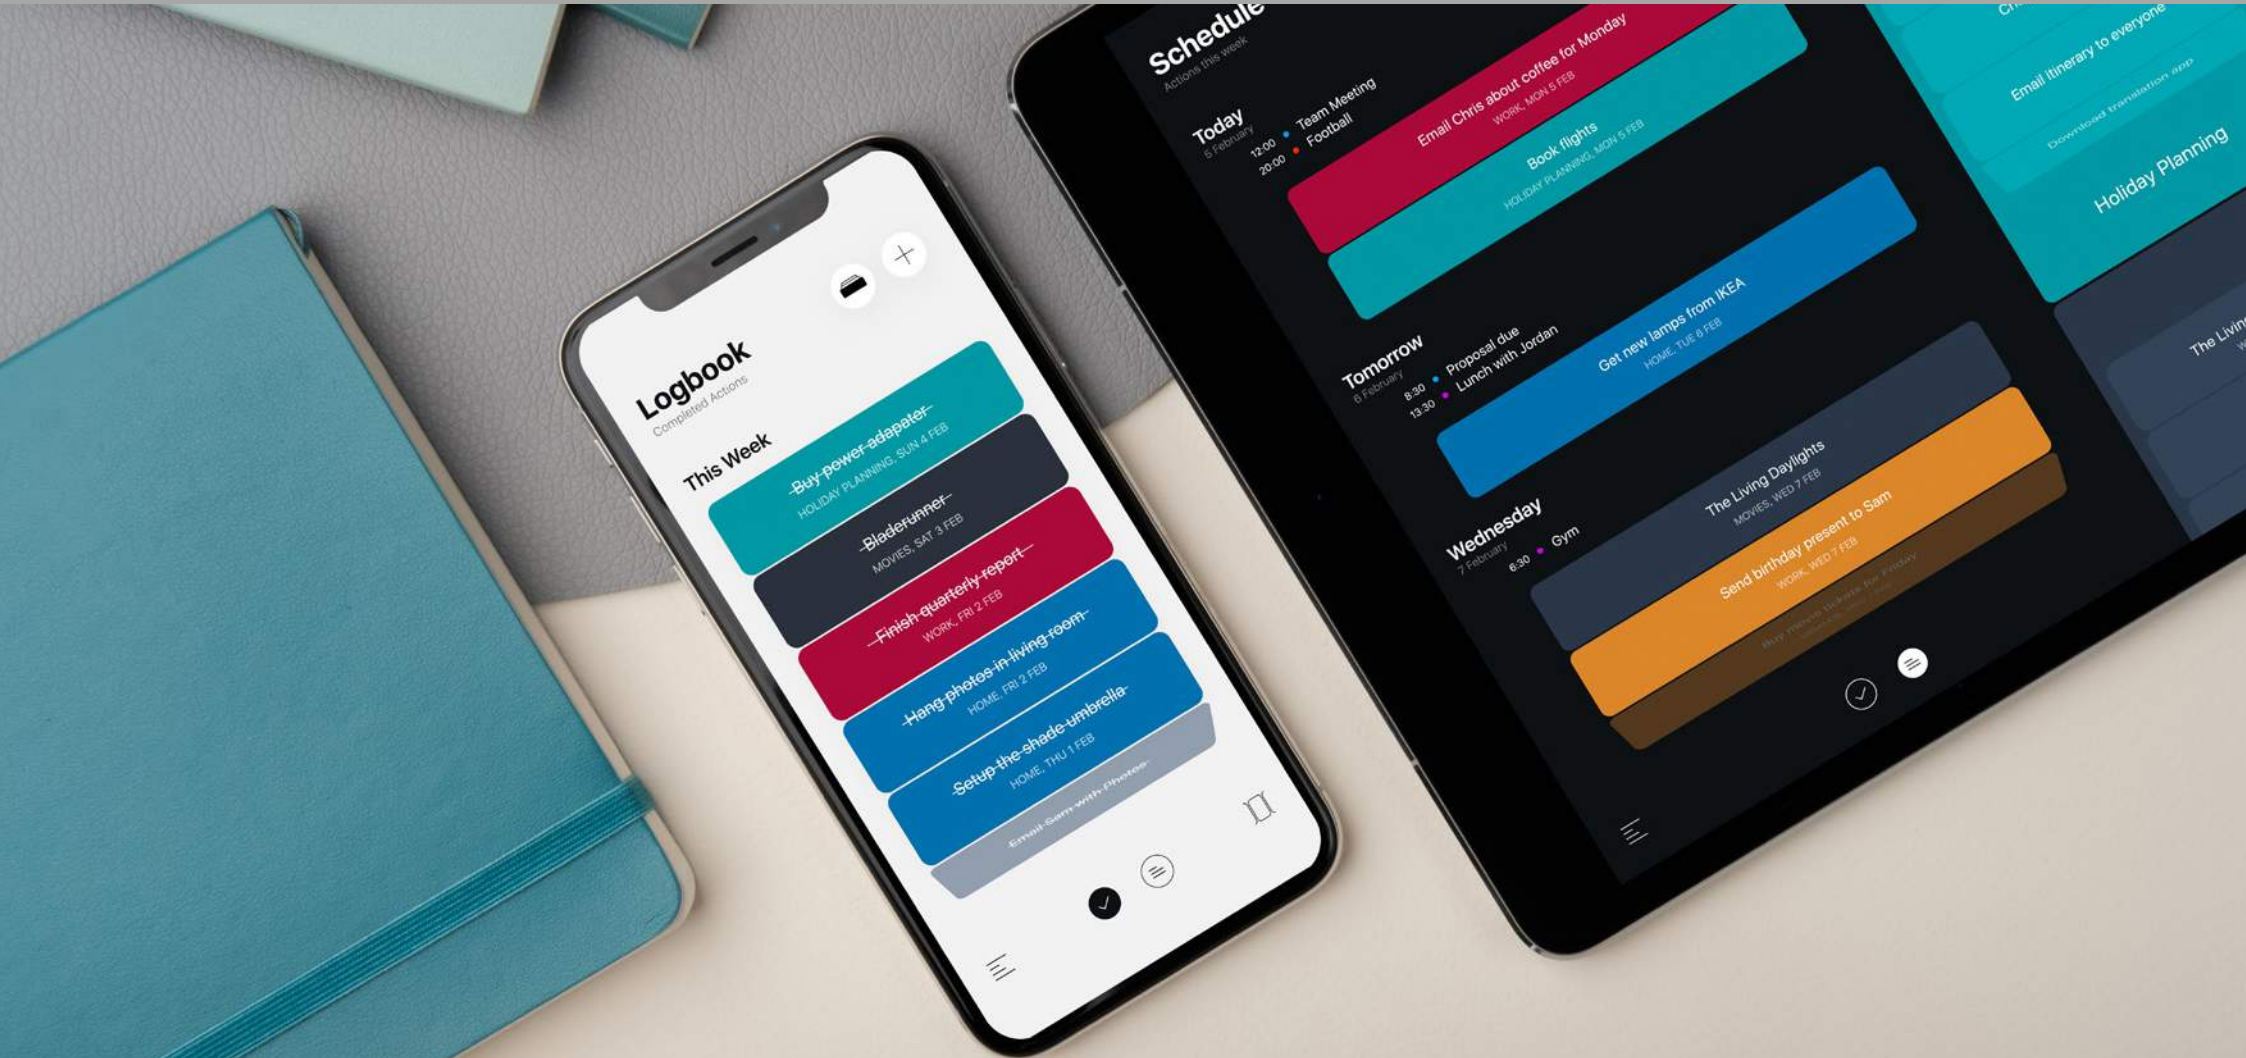 Logbook
Completed Actions
This Week
Buy power adapater
HOLIDAY PLANNING, SUN 4 FEB
Bladerunner
MOVIES, SAT 3 FEB
Finish quarterly report
WORK, FRI 2 FEB
Hang photos in living room
HOME, FRI 2 FEB
Setup the shade umbrella
HOME, THU 1 FEB
Email Sam with Photos
Schedule
Actions this week
Today
5 February
12:00 Team Meeting
20:00 Football
Email Chris about coffee for Monday
WORK, MON 5 FEB
Book flights
HOLIDAY PLANNING, MON 5 FEB
Tomorrow
6 February
8:30 Proposal due
13:30 Lunch with Jordan
Get new lamps from IKEA
HOME, TUE 6 FEB
Wednesday
7 February
6:30 Gym
The Living Daylights
MOVIES, WED 7 FEB
Send birthday present to Sam
WORK, WED 7 FEB
Buy movie tickets for Friday
Email itinerary to everyone
Download translation app
Holiday Planning
The Livin